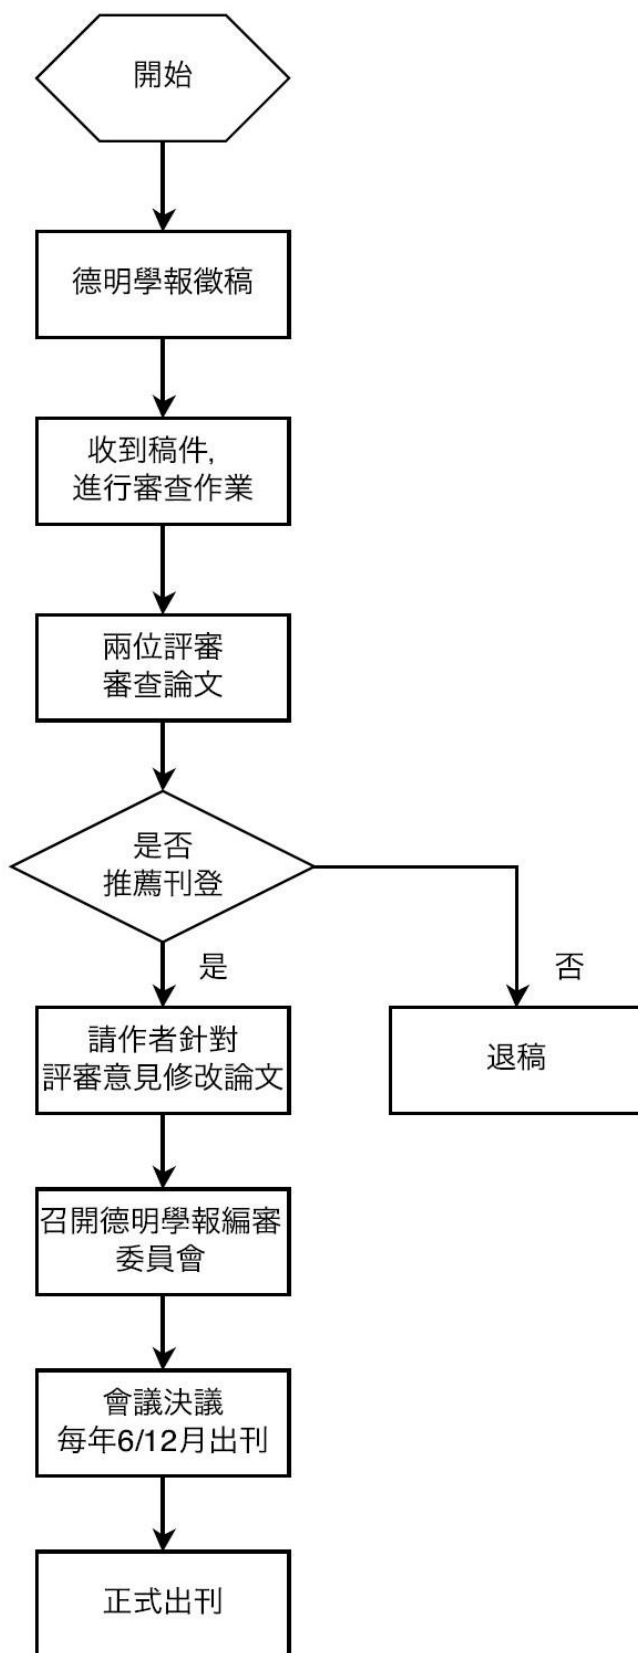 開始
德明學報徵稿
收到稿件,
進行審查作業
兩位評審
審查論文
是否
推薦刊登
是
否
請作者針對
評審意見修改論文
退稿
召開德明學報編審
委員會
會議決議
每年6/12月出刊
正式出刊